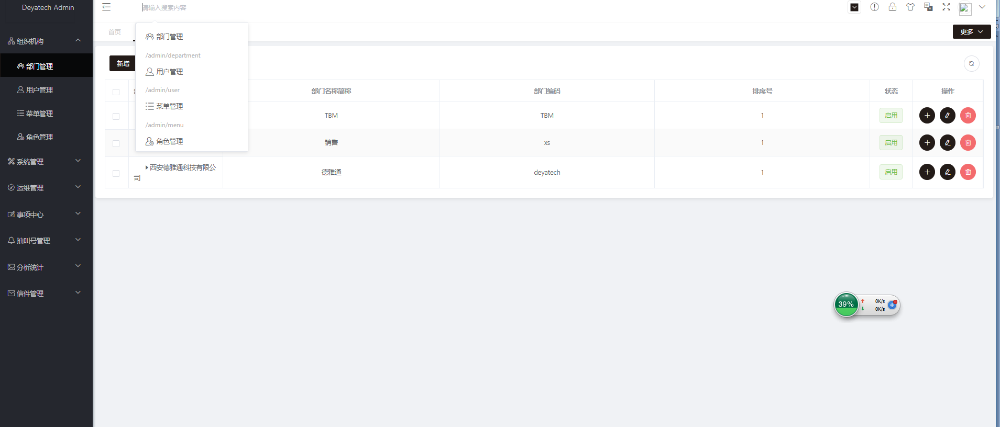 Deyatech Admin
请输入搜索内容
首页
更多
组织机构
部门管理
用户管理
菜单管理
角色管理
系统管理
运维管理
事项中心
抽叫号管理
分析统计
信件管理
部门管理
/admin/department
用户管理
/admin/user
菜单管理
/admin/menu
角色管理
新增
部门名称简称 部门编码 排序号 状态 操作
TBM TBM 1 启用
销售 xs 1 启用
西安德雅通科技有限公
司
德雅通 deyatech 1 启用
39% 0K/s
0K/s